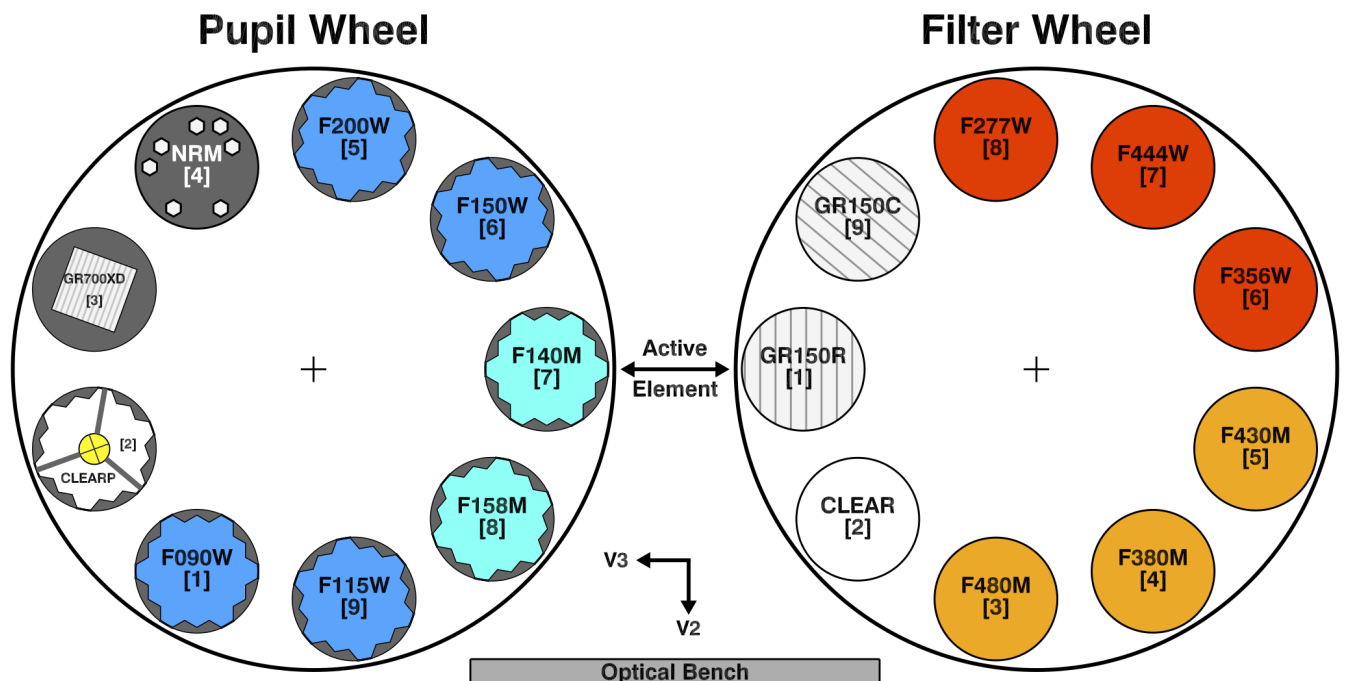 Pupil Wheel
F200W
[5]
NRM
[4]
F150W
[6]
GR700XD
[3]
F140M
[7]
[2]
CLEARP
F158M
[8]
F090W
[1]
F115W
[9]
Active
Element
V3
V2
Optical Bench
Filter Wheel
F277W
[8]
F444W
[7]
GR150C
[9]
F356W
[6]
GR150R
[1]
F430M
[5]
CLEAR
[2]
F380M
[4]
F480M
[3]